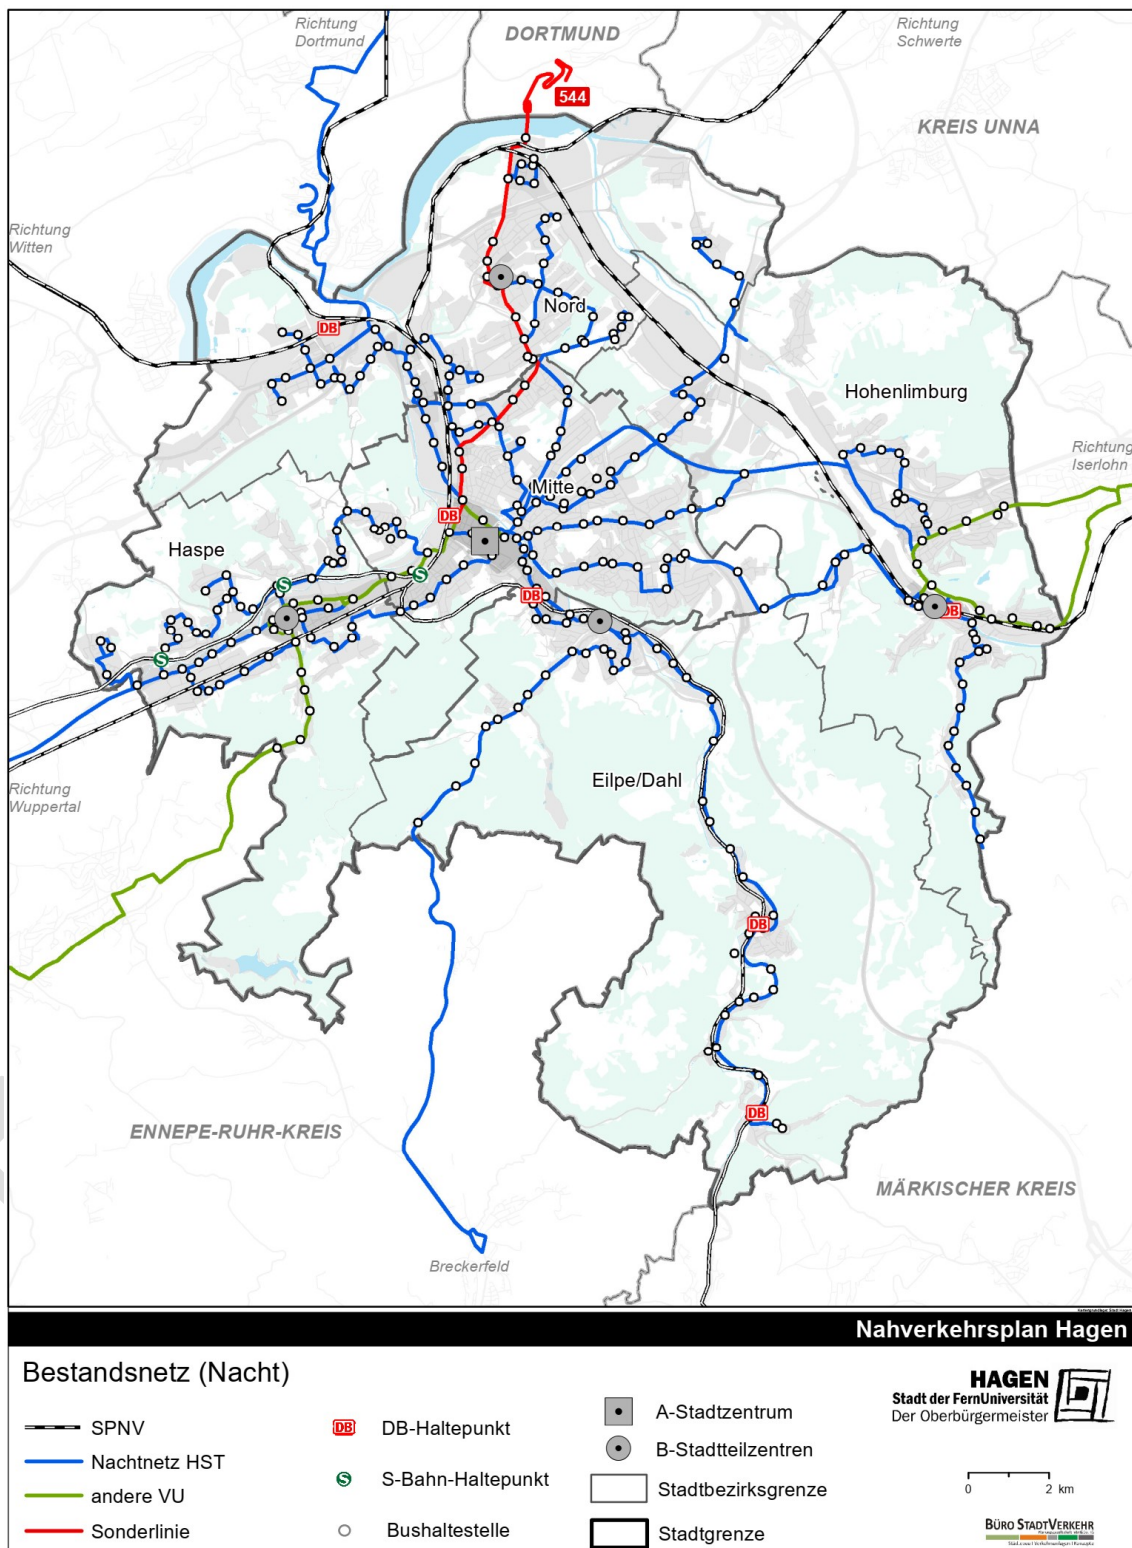 Richtung
Dortmund
DORTMUND
Richtung
Schwerte
544
KREIS UNNA
Richtung
Witten
Nord
DB
Hohenlimburg
Richtung
Iserlohn
Mitte
DB
Haspe
S
S
DB
DB
S
Eilpe/Dahl
Richtung
Wuppertal
DB
DB
ENNEPE-RUHR-KREIS
MÄRKISCHER KREIS
Breckerfeld
Nahverkehrsplan Hagen
Bestandsnetz (Nacht)
SPNV
Nachtnetz HST
andere VU
Sonderlinie
DB DB-Haltepunkt
S S-Bahn-Haltepunkt
Bushaltestelle
A-Stadtzentrum
B-Stadtteilzentren
Stadtbezirksgrenze
Stadtgrenze
HAGEN
Stadt der FernUniversität
Der Oberbürgermeister
0 2 km
BÜRO STADTVERKEHR